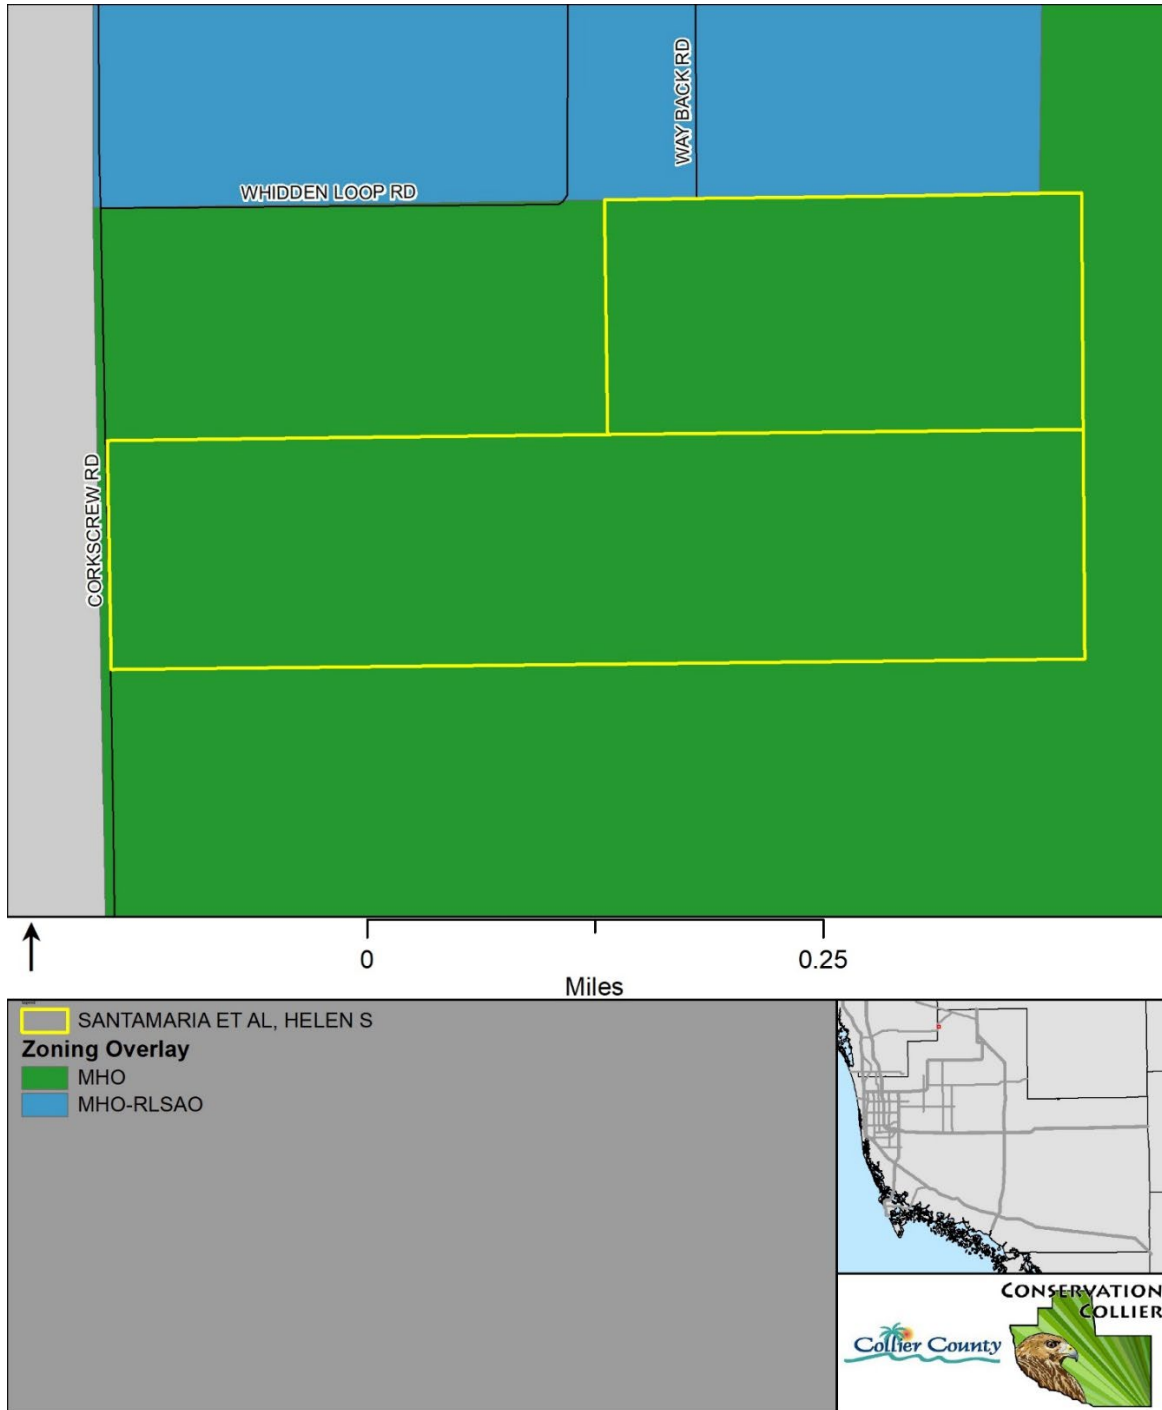 WAY BACK RD
WHIDDEN LOOP RD
CORKSCREW RD
0
0.25
Miles
SANTAMARIA ET AL, HELEN S
Zoning Overlay
MHO
MHO-RLSAO
CONSERVATION
COLLIER
Collier County